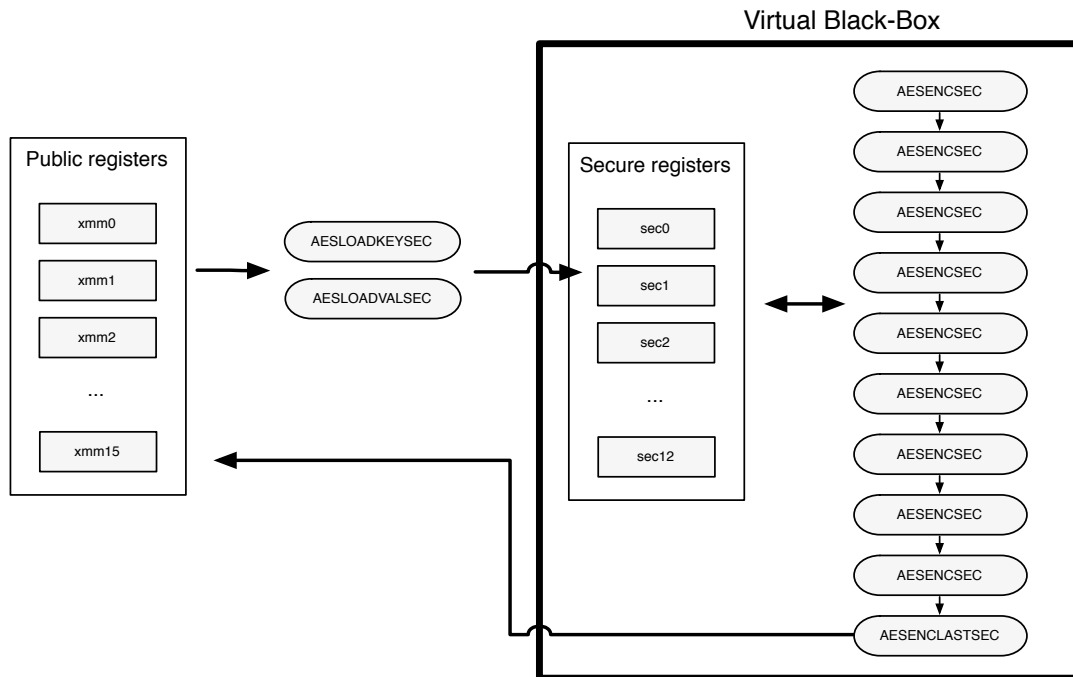 Virtual Black-Box
Public registers
xmm0
xmm1
xmm2
...
xmm15
AESLOADKEYSEC
AESLOADVALSEC
Secure registers
sec0
sec1
sec2
...
sec12
AESENCSEC
AESENCSEC
AESENCSEC
AESENCSEC
AESENCSEC
AESENCSEC
AESENCSEC
AESENCSEC
AESENCSEC
AESENCLASTSEC